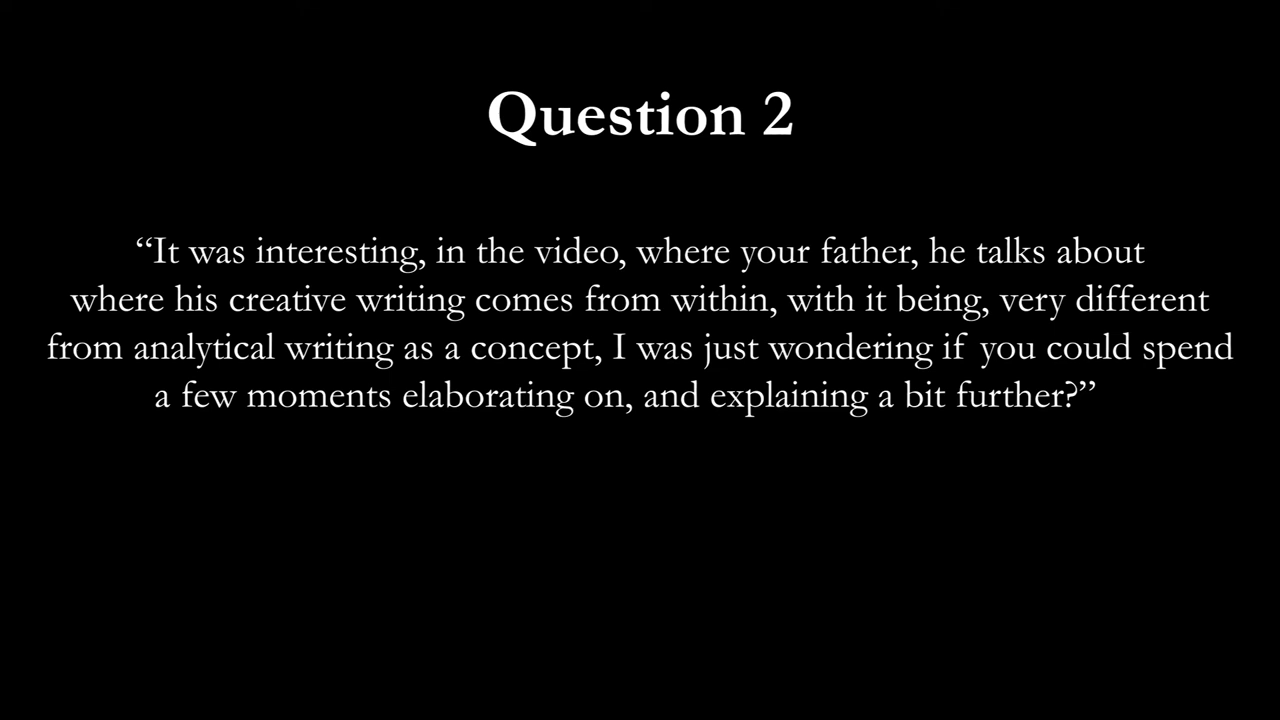 Question 2
“It was interesting, in the video, where your father, he talks about
where his creative writing comes from within, with it being, very different
from analytical writing as a concept, I was just wondering if you could spend
a few moments elaborating on, and explaining a bit further?”